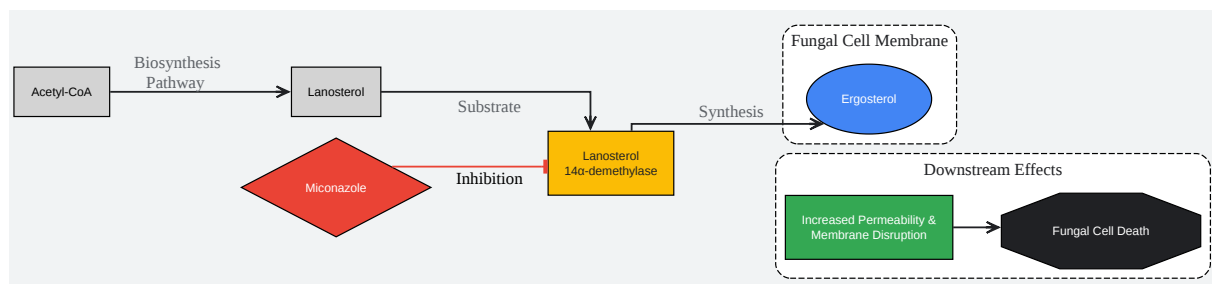 Biosynthesis
Pathway
Acetyl-CoA
Lanosterol
Substrate
Miconazole
Inhibition
Lanosterol
14α-demethylase
Synthesis
Fungal Cell Membrane
Ergosterol
Downstream Effects
Increased Permeability &
Membrane Disruption
Fungal Cell Death